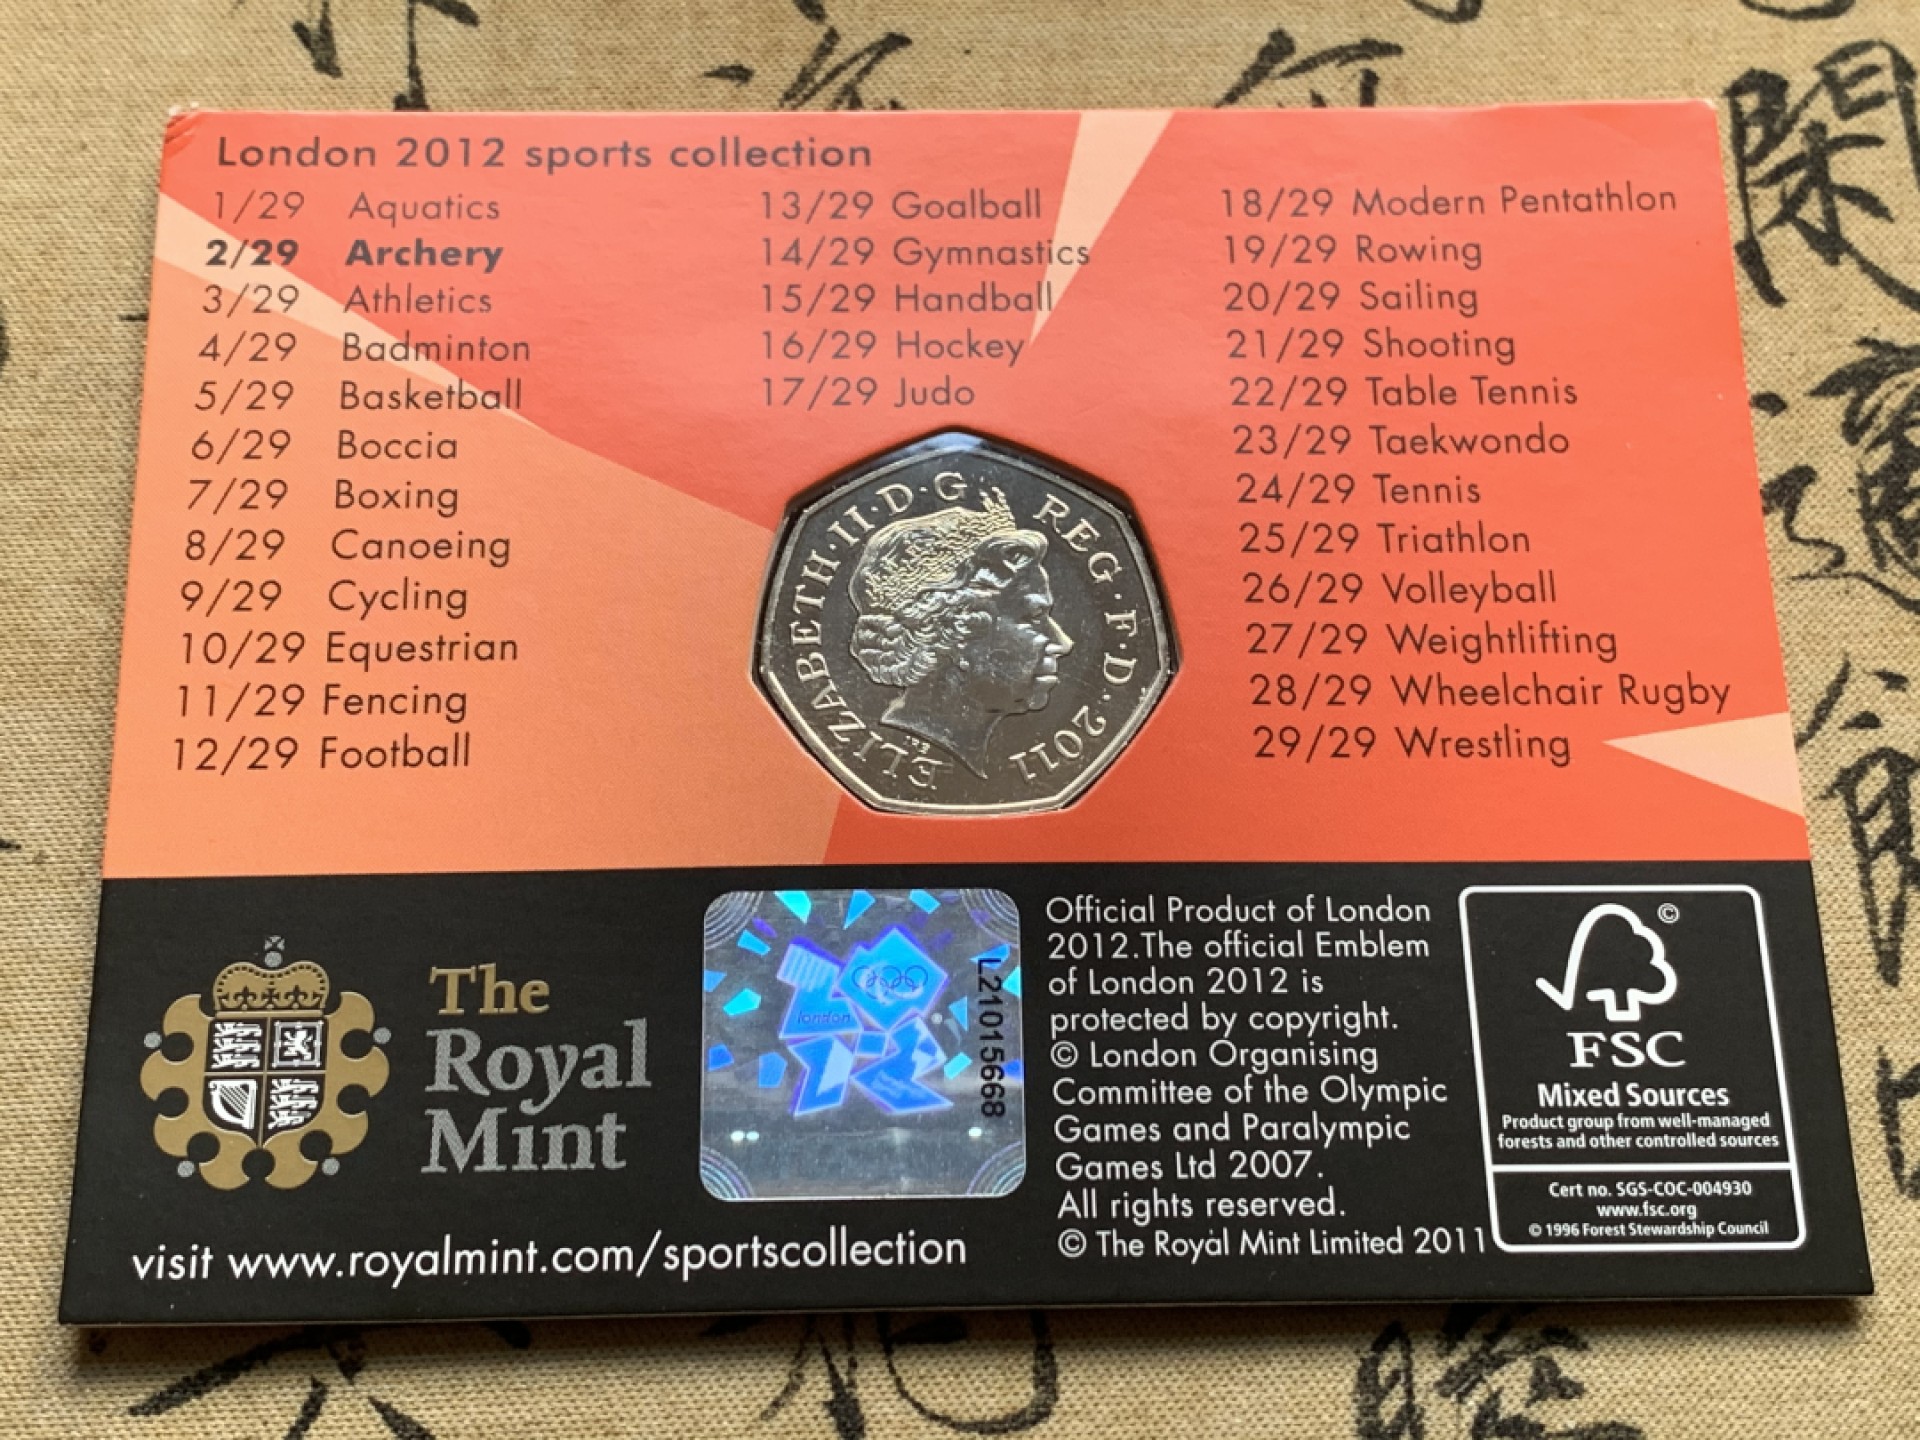 London 2012 sports collection
1/29 Aquatics
2/29 Archery
3/29 Athletics
4/29 Badminton
5/29 Basketball
6/29 Boccia
7/29 Boxing
8/29 Canoeing
9/29 Cycling
10/29 Equestrian
11/29 Fencing
12/29 Football
13/29 Goalball
14/29 Gymnastics
15/29 Handball
16/29 Hockey
17/29 Judo
18/29 Modern Pentathlon
19/29 Rowing
20/29 Sailing
21/29 Shooting
22/29 Table Tennis
23/29 Taekwondo
24/29 Tennis
25/29 Triathlon
26/29 Volleyball
27/29 Weightlifting
28/29 Wheelchair Rugby
29/29 Wrestling
ELIZABETH·II·D·G REG·F·D·2011
IRB
The
Royal
Mint
visit www.royalmint.com/sportscollection
london
L21015668
Official Product of London
2012.The official Emblem
of London 2012 is
protected by copyright.
© London Organising
Committee of the Olympic
Games and Paralympic
Games Ltd 2007.
All rights reserved.
© The Royal Mint Limited 2011
©
FSC
Mixed Sources
Product group from well-managed
forests and other controlled sources
Cert no. SGS-COC-004930
www.fsc.org
© 1996 Forest Stewardship Council